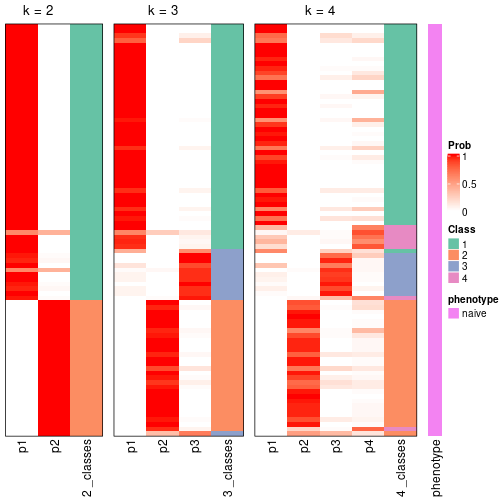 k = 2
k = 3
k = 4
p1
p2
2_classes
p1
p2
p3
3_classes
p1
p2
p3
p4
4_classes
phenotype
Prob
1
0.5
0
Class
1
2
3
4
phenotype
naive